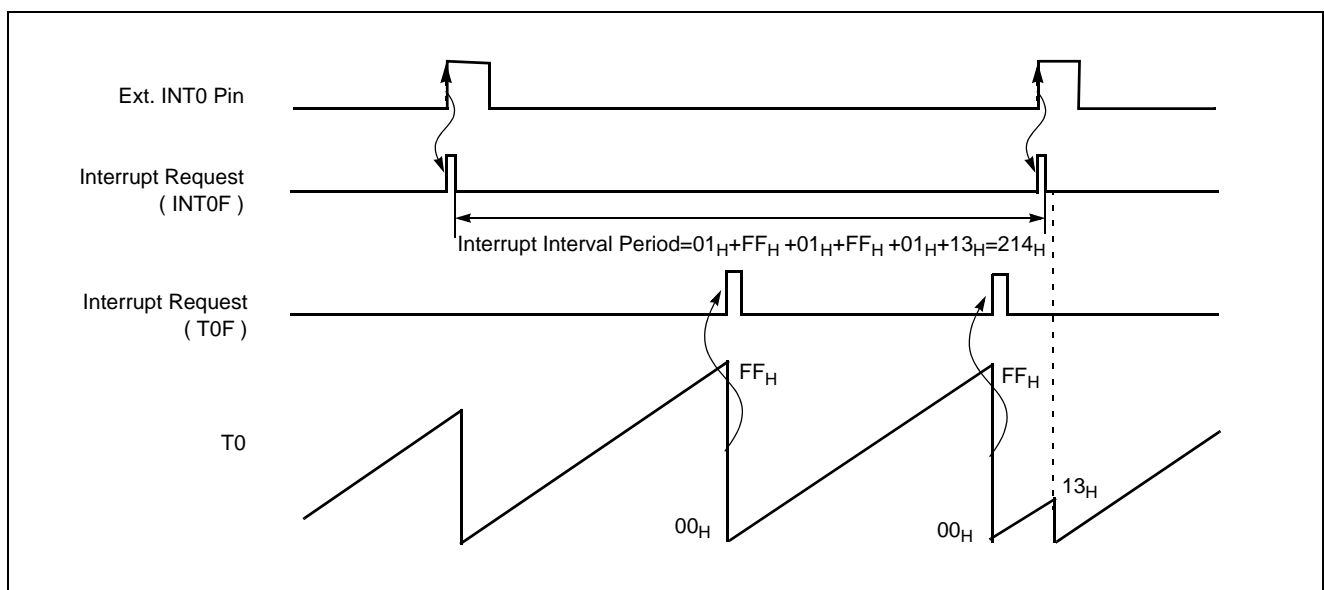 Ext. INT0 Pin
Interrupt Request
( INT0F )
Interrupt Interval Period=01H+FFH +01H+FFH +01H+13H=214H
Interrupt Request
( T0F )
FFH
FFH
T0
13H
00H
00H